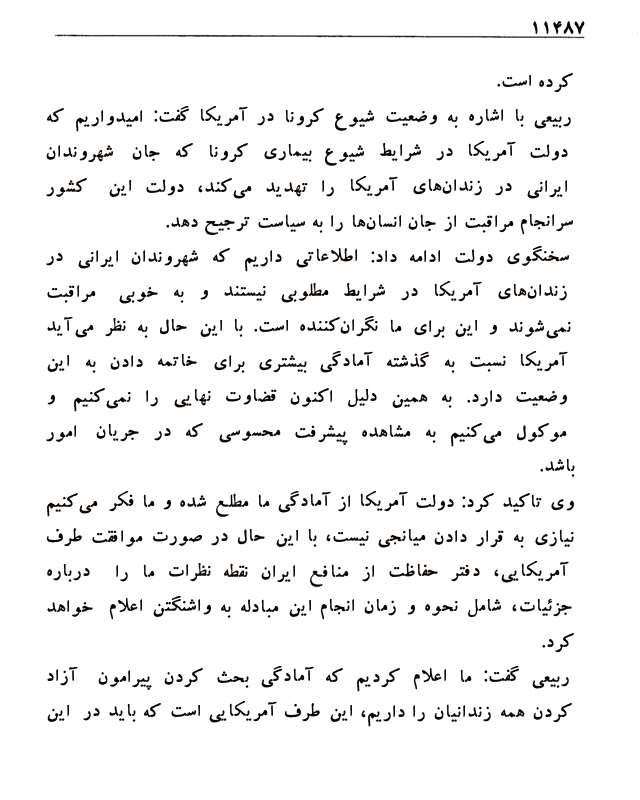 ۱۱۴۸۷
کرده است.
ربیعی با اشاره به وضعیت شیوع کرونا در آمریکا گفت: امیدواریم که
دولت آمریکا در شرایط شیوع بیماری کرونا که جان شهروندان
ایرانی در زندان‌های آمریکا را تهدید می‌کند، دولت این کشور
سرانجام مراقبت از جان انسان‌ها را به سیاست ترجیح دهد.
سخنگوی دولت ادامه داد: اطلاعاتی داریم که شهروندان ایرانی در
زندان‌های آمریکا در شرایط مطلوبی نیستند و به خوبی مراقبت
نمی‌شوند و این برای ما نگران‌کننده است. با این حال به نظر می‌آید
آمریکا نسبت به گذشته آمادگی بیشتری برای خاتمه دادن به این
وضعیت دارد. به همین دلیل اکنون قضاوت نهایی را نمی‌کنیم و
موکول می‌کنیم به مشاهده پیشرفت محسوسی که در جریان امور
باشد.
وی تاکید کرد: دولت آمریکا از آمادگی ما مطلع شده و ما فکر می‌کنیم
نیازی به قرار دادن میانجی نیست، با این حال در صورت موافقت طرف
آمریکایی، دفتر حفاظت از منافع ایران نقطه نظرات ما را درباره
جزئیات، شامل نحوه و زمان انجام این مبادله به واشنگتن اعلام خواهد
کرد.
ربیعی گفت: ما اعلام کردیم که آمادگی بحث کردن پیرامون آزاد
کردن همه زندانیان را داریم، این طرف آمریکایی است که باید در این